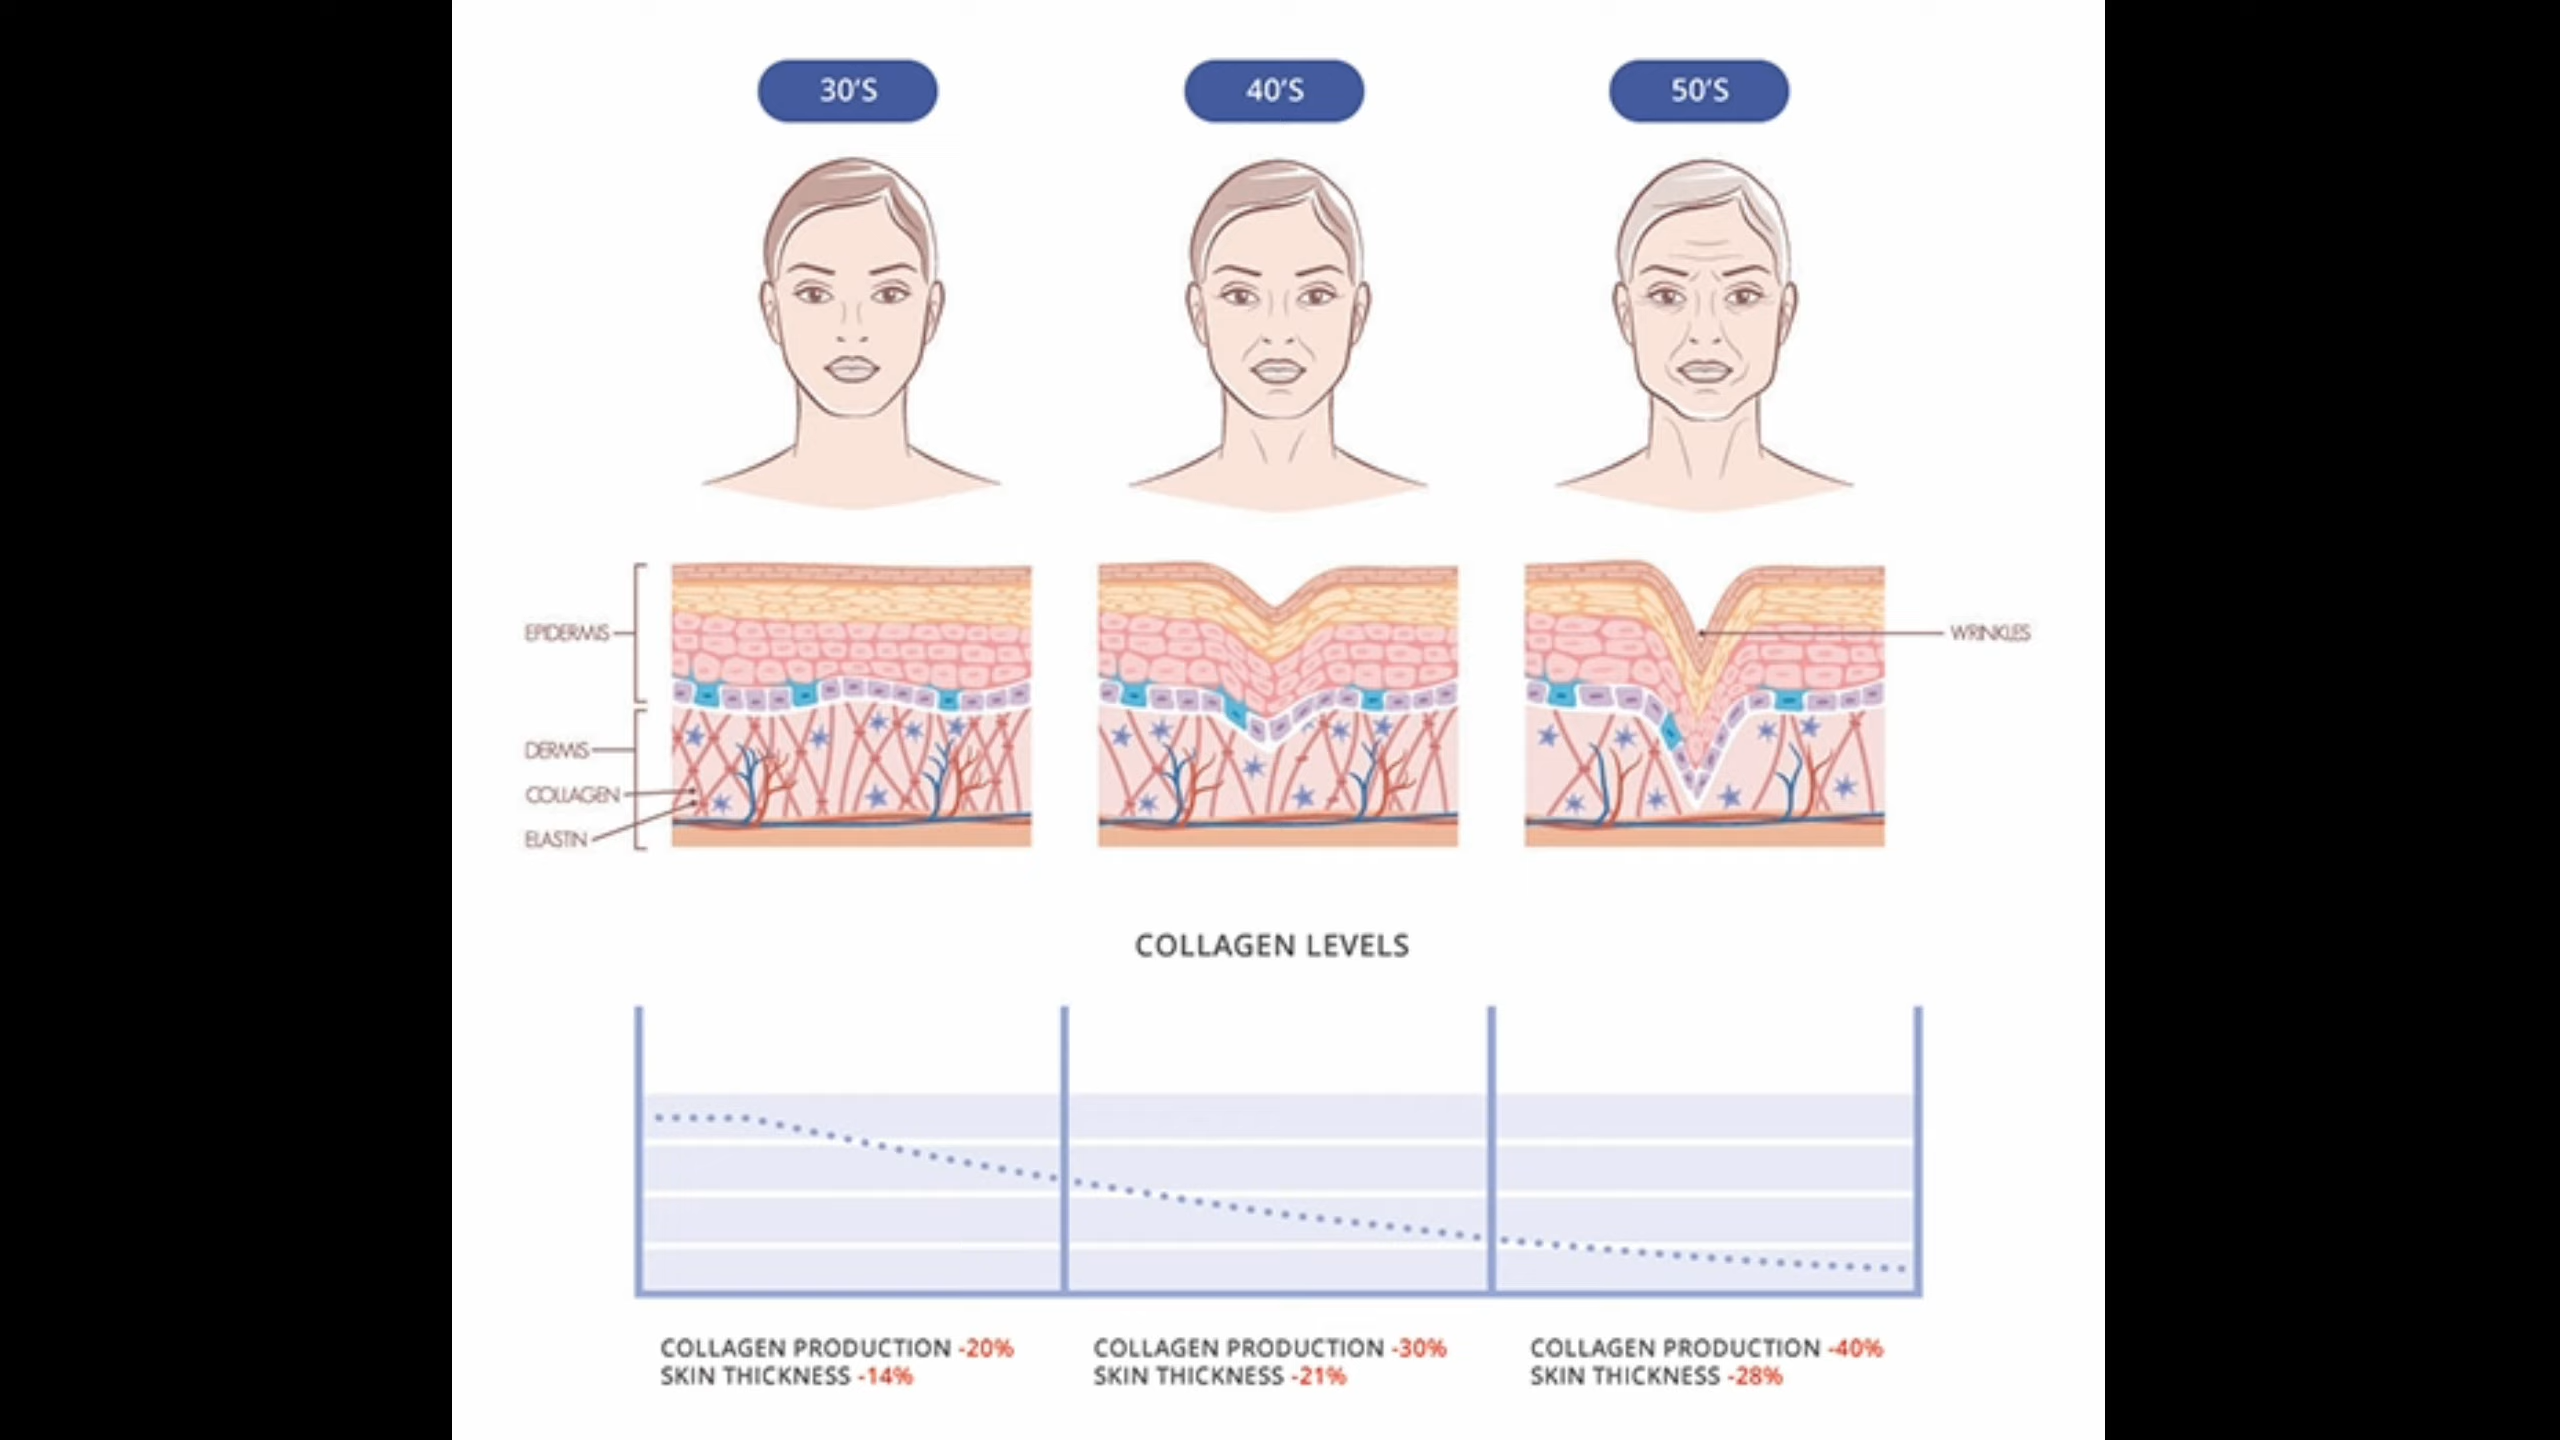 30'S
40'S
50'S
EPIDERMIS
WRINKLES
DERMIS
COLLAGEN
ELASTIN
COLLAGEN LEVELS
COLLAGEN PRODUCTION -20%
SKIN THICKNESS -14%
COLLAGEN PRODUCTION -30%
SKIN THICKNESS -21%
COLLAGEN PRODUCTION -40%
SKIN THICKNESS -28%